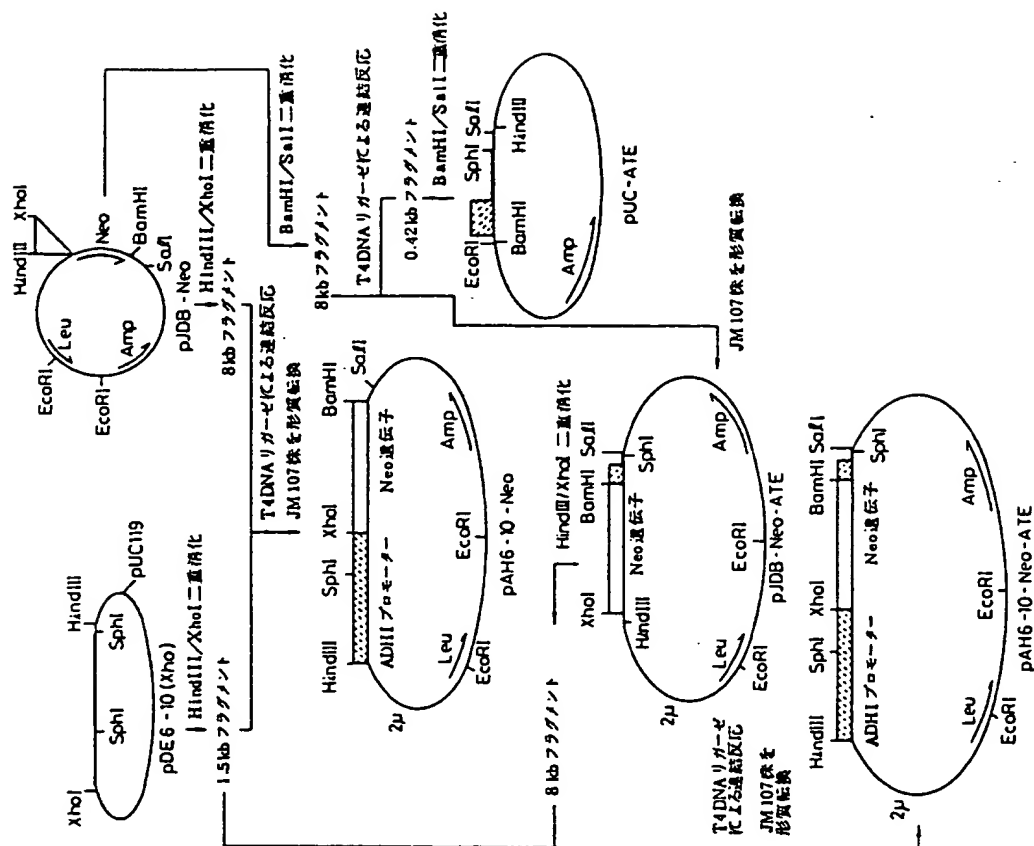 XhoI
HindIII
SphI
SphI
pUC119
pDE6-10(Xho)
HindIII/XhoI二重消化
1.5kbフラグメント
HindIII
XhoI
EcoRI
Leu
Neo
EcoRI
Amp
BamHI
SalI
pJDB-Neo
HindIII/XhoI二重消化
8kbフラグメント
T4DNAリガーゼによる連結反応
JM107株を形質転換
BamHI/SalI二重消化
HindIII
SphI
XhoI
BamHI
SalI
ADHIプロモーター
Neo遺伝子
2μ
Leu
EcoRI
EcoRI
Amp
pAH6-10-Neo
8kbフラグメント
T4DNAリガーゼによる連結反応
0.42kbフラグメント
BamHI/SalI二重消化
EcoRI
SphI
SalI
BamHI
HindIII
Amp
pUC-ATE
JM107株を形質転換
8kbフラグメント
HindIII/XhoI二重消化
XhoI
BamHI
SalI
HindIII
Neo遺伝子
SphI
2μ
Leu
EcoRI
EcoRI
Amp
pJDB-Neo-ATE
T4DNAリガーゼ
による連結反応
JM107株を
形質転換
HindIII
SphI
XhoI
BamHI
SalI
ADHIプロモーター
Neo遺伝子
SphI
2μ
Leu
EcoRI
EcoRI
Amp
pAH6-10-Neo-ATE